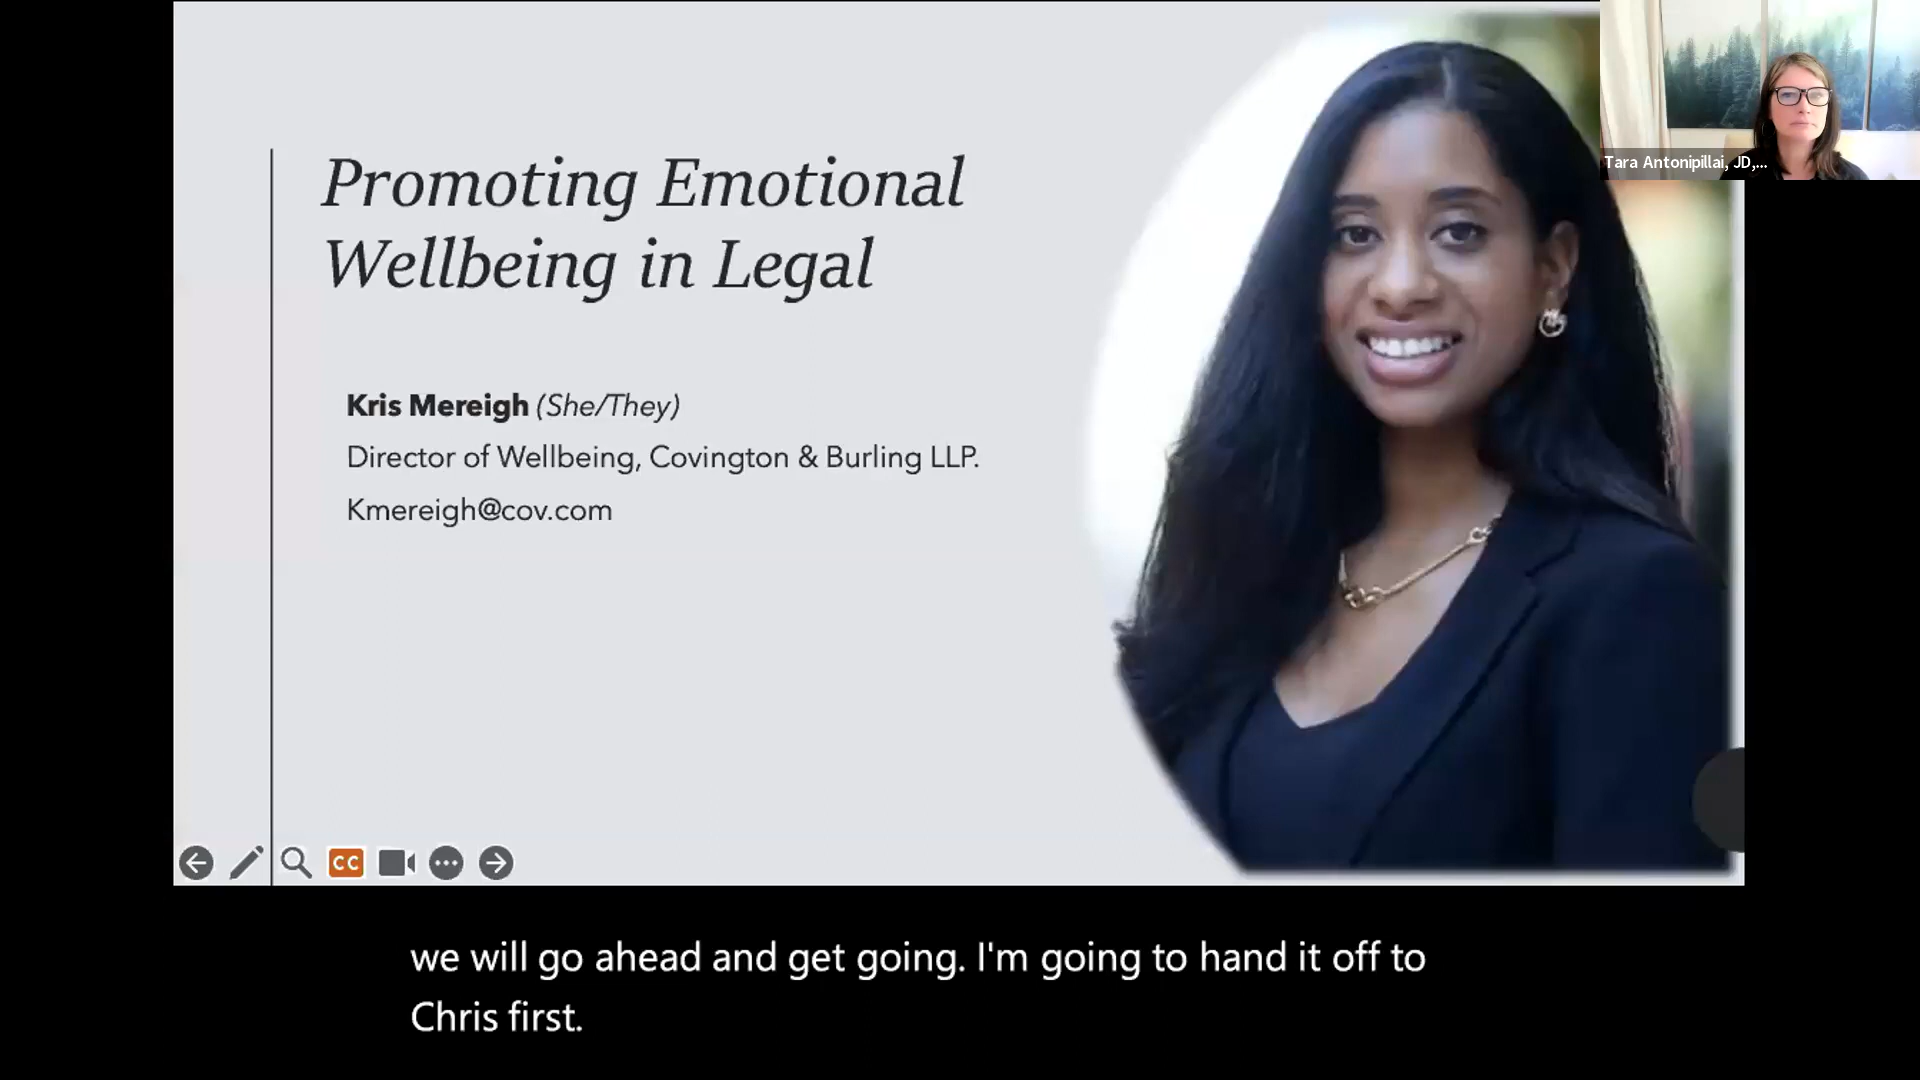 Promoting Emotional
Wellbeing in Legal
Kris Mereigh (She/They)
Director of Wellbeing, Covington & Burling LLP.
Kmereigh@cov.com
Tara Antonipillai, JD,...
CC
we will go ahead and get going. I'm going to hand it off to
Chris first.